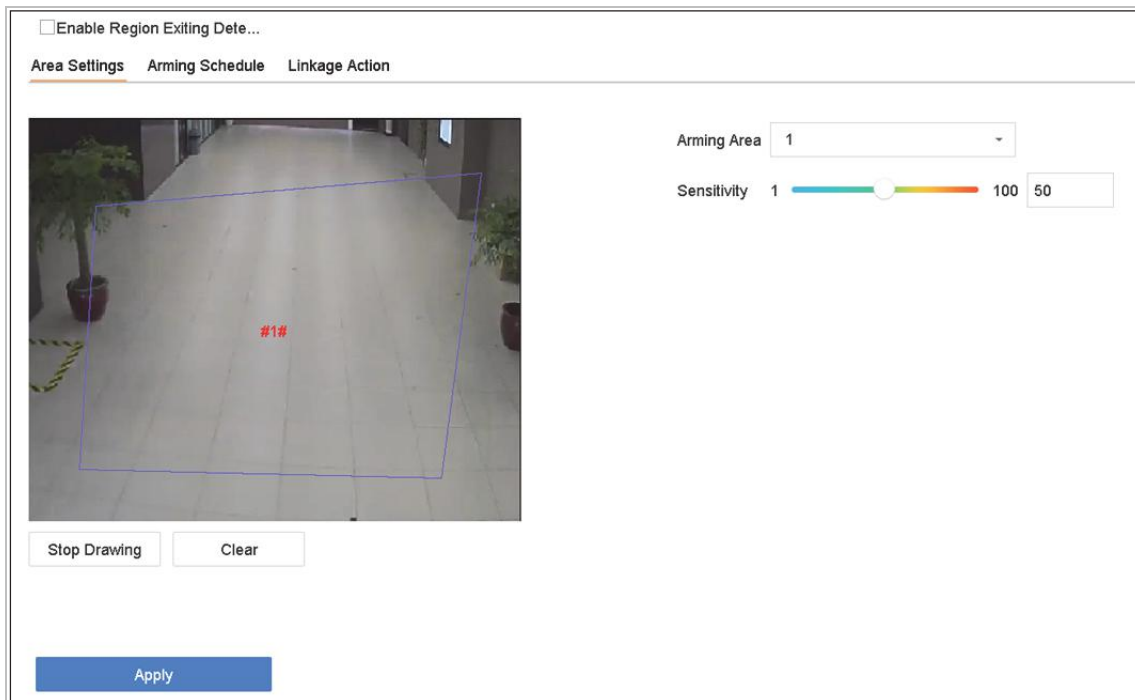 Enable Region Exiting Dete...
Area Settings Arming Schedule Linkage Action
Arming Area 1
Sensitivity 1 100 50
#1#
Stop Drawing Clear
Apply